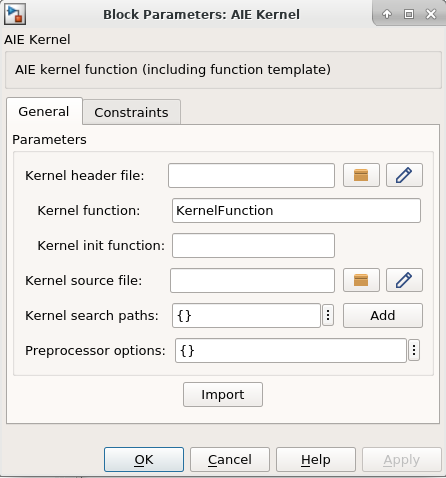 Block Parameters: AIE Kernel
AIE Kernel
AIE kernel function (including function template)
General Constraints
Parameters
Kernel header file:
Kernel function: KernelFunction
Kernel init function:
Kernel source file:
Kernel search paths: {} Add
Preprocessor options: {}
Import
OK Cancel Help Apply